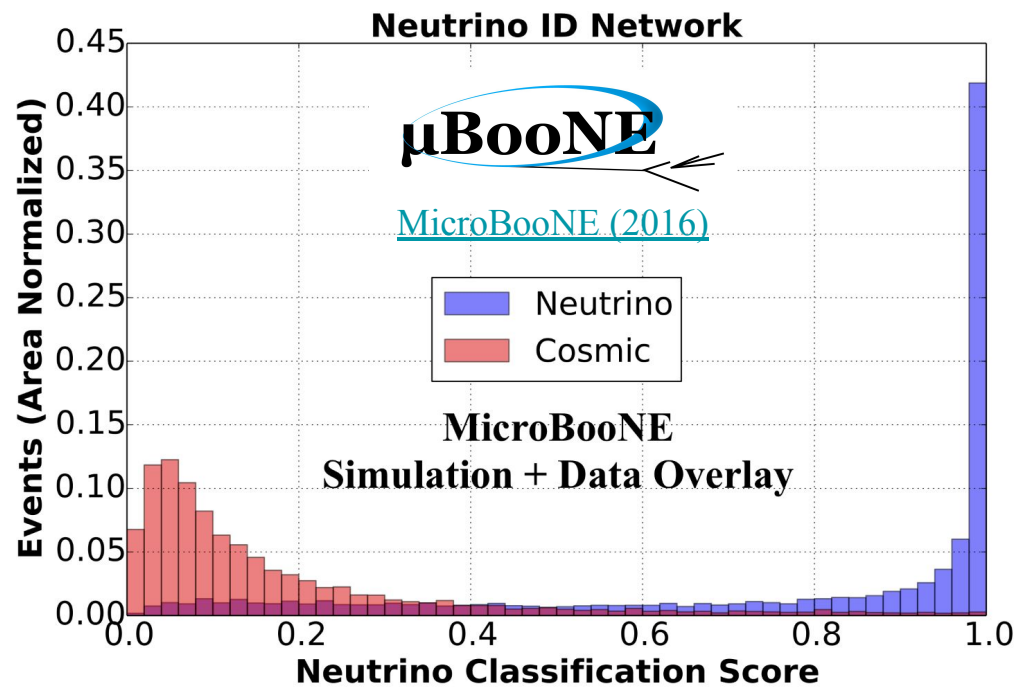 Neutrino ID Network
0.45
0.40
0.35
0.30
0.25
0.20
0.15
0.10
0.05
0.00
Events (Area Normalized)
µBooNE
MicroBooNE (2016)
Neutrino
Cosmic
MicroBooNE
Simulation + Data Overlay
0.0 0.2 0.4 0.6 0.8 1.0
Neutrino Classification Score